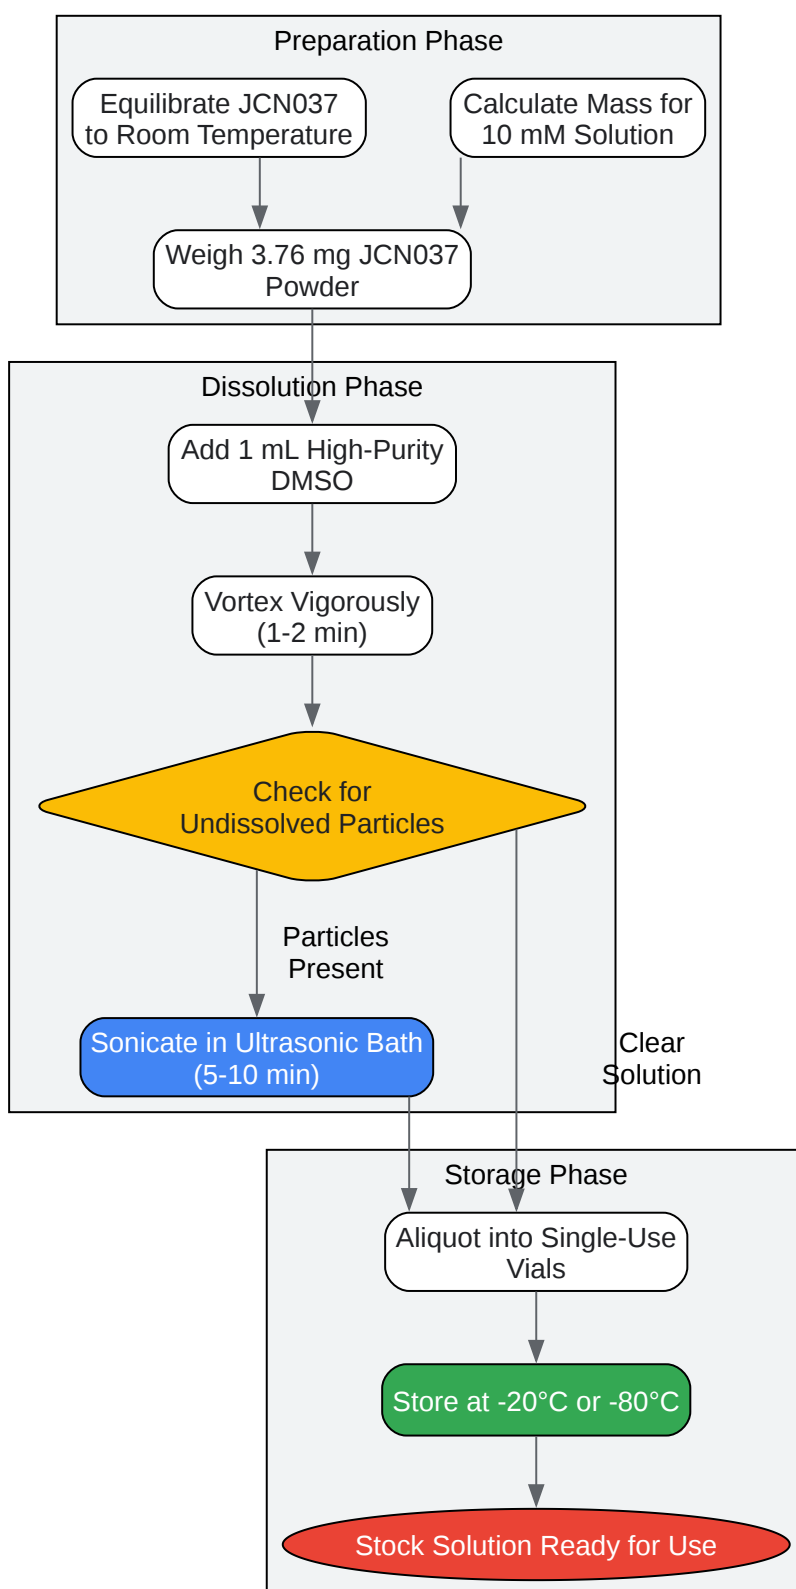 Preparation Phase
Equilibrate JCN037
to Room Temperature
Calculate Mass for
10 mM Solution
Weigh 3.76 mg JCN037
Powder
Dissolution Phase
Add 1 mL High-Purity
DMSO
Vortex Vigorously
(1-2 min)
Check for
Undissolved Particles
Particles
Present
Sonicate in Ultrasonic Bath
(5-10 min)
Clear
Solution
Storage Phase
Aliquot into Single-Use
Vials
Store at -20°C or -80°C
Stock Solution Ready for Use